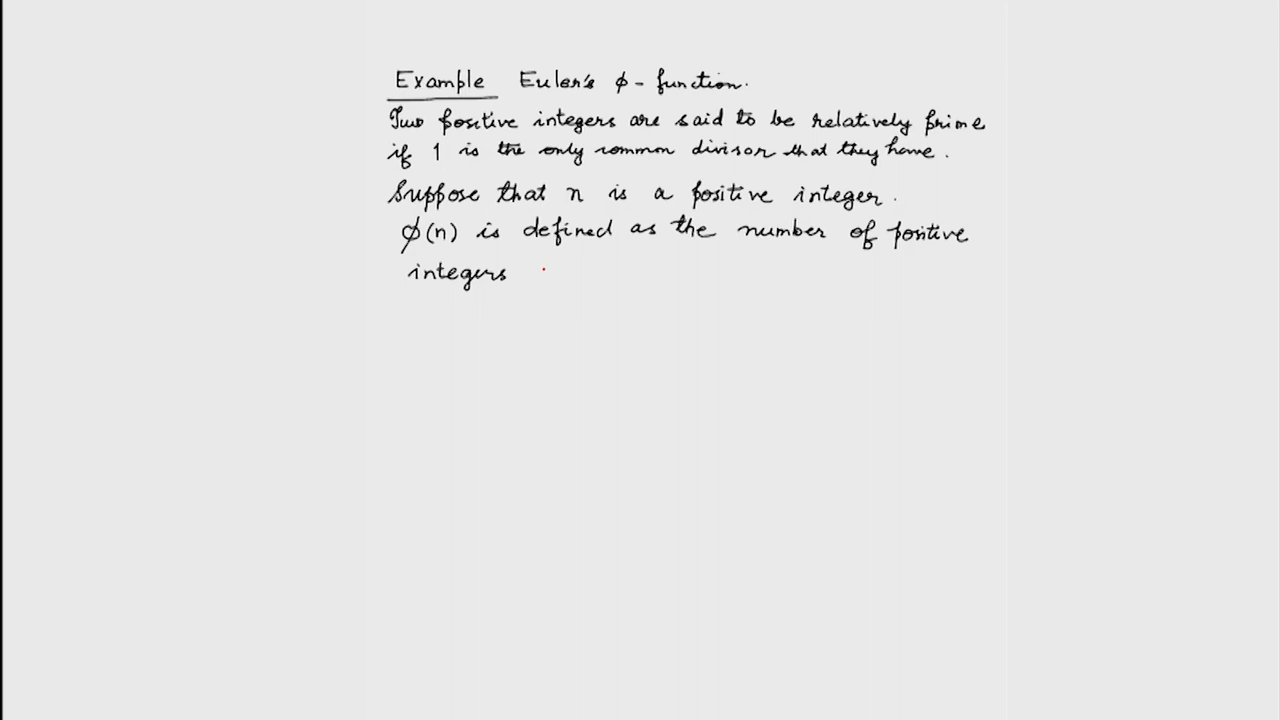 Example Euler's ϕ - function.
Two positive integers are said to be relatively prime
if 1 is the only common divisor that they have.
Suppose that n is a positive integer.
ϕ(n) is defined as the number of positive
integers